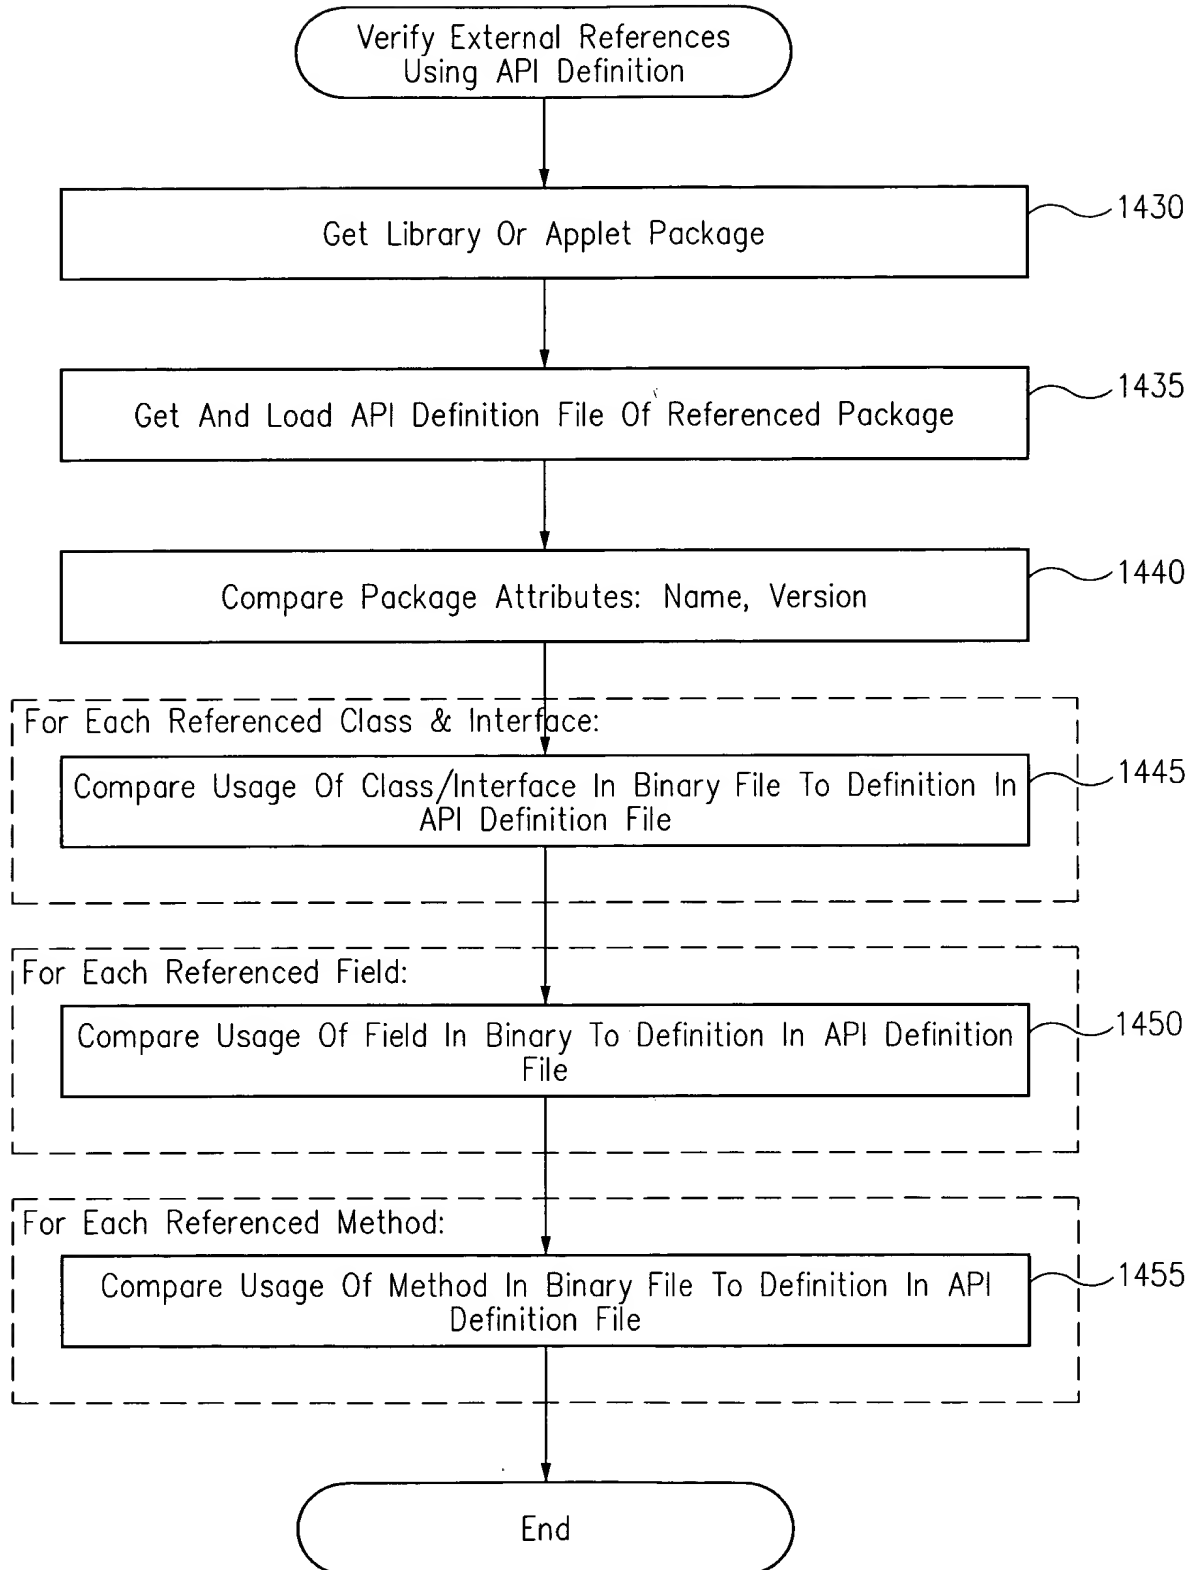 Verify External References
Using API Definition
Get Library Or Applet Package
1430
Get And Load API Definition File Of Referenced Package
1435
Compare Package Attributes: Name, Version
1440
For Each Referenced Class & Interface:
Compare Usage Of Class/Interface In Binary File To Definition In
API Definition File
1445
For Each Referenced Field:
Compare Usage Of Field In Binary To Definition In API Definition
File
1450
For Each Referenced Method:
Compare Usage Of Method In Binary File To Definition In API
Definition File
1455
End